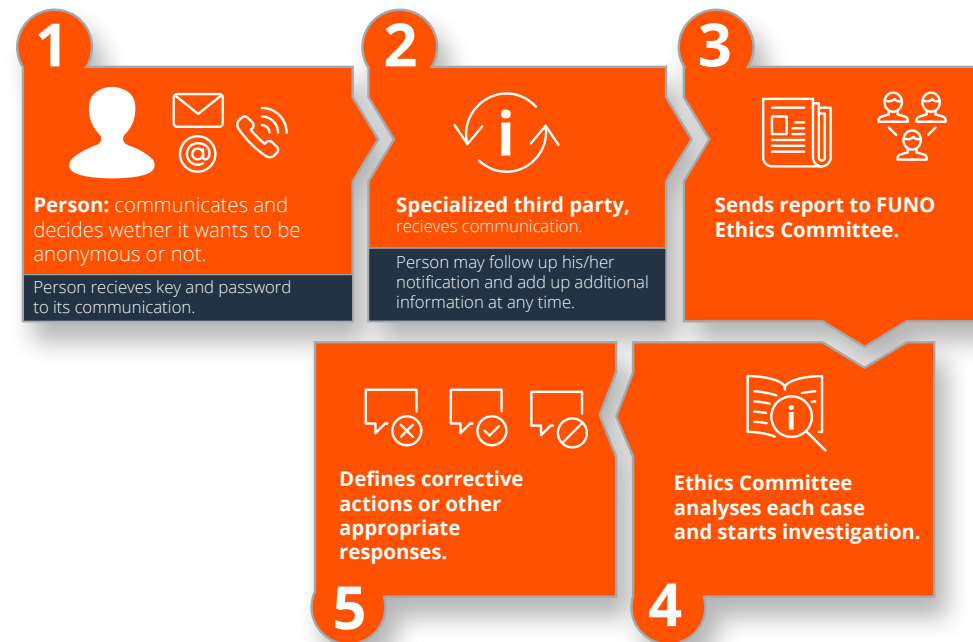 1
Person: communicates and
decides wether it wants to be
anonymous or not.
Person recieves key and password
to its communication.
2
i
Specialized third party,
recieves communication.
Person may follow up his/her
notification and add up additional
information at any time.
3
Sends report to FUNO
Ethics Committee.
i
Ethics Committee
analyses each case
and starts investigation.
4
Defines corrective
actions or other
appropriate
responses.
5